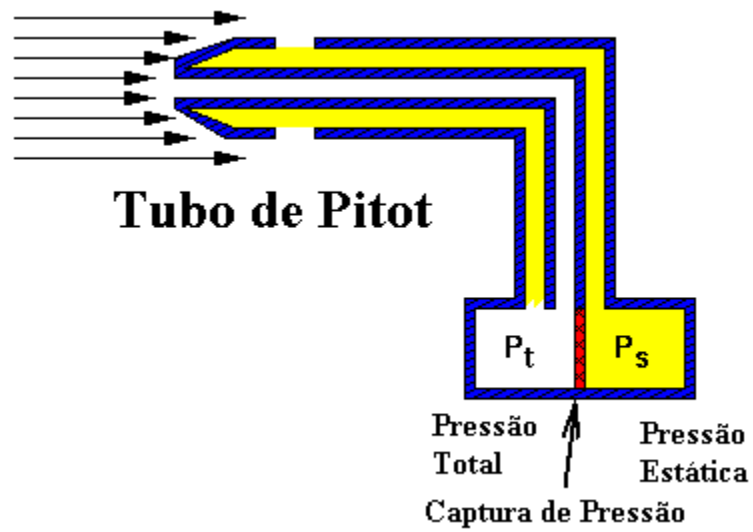 Tubo de Pitot
Pt
Ps
Pressão
Total
Pressão
Estática
Captura de Pressão